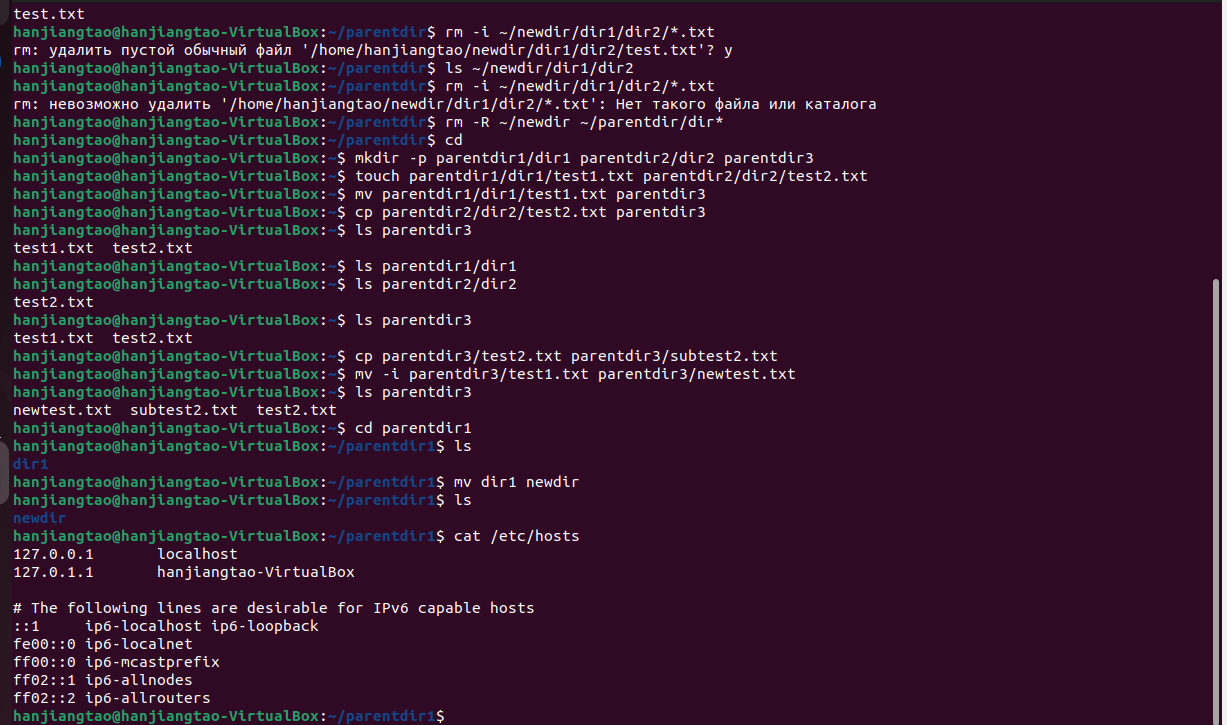 test.txt
hanjiangtao@hanjiangtao-VirtualBox:~/parentdir$ rm -i ~/newdir/dir1/dir2/*.txt
rm: удалить пустой обычный файл '/home/hanjiangtao/newdir/dir1/dir2/test.txt'? y
hanjiangtao@hanjiangtao-VirtualBox:~/parentdir$ ls ~/newdir/dir1/dir2
hanjiangtao@hanjiangtao-VirtualBox:~/parentdir$ rm -i ~/newdir/dir1/dir2/*.txt
rm: невозможно удалить '/home/hanjiangtao/newdir/dir1/dir2/*.txt': Нет такого файла или каталога
hanjiangtao@hanjiangtao-VirtualBox:~/parentdir$ rm -R ~/newdir ~/parentdir/dir*
hanjiangtao@hanjiangtao-VirtualBox:~/parentdir$ cd
hanjiangtao@hanjiangtao-VirtualBox:~$ mkdir -p parentdir1/dir1 parentdir2/dir2 parentdir3
hanjiangtao@hanjiangtao-VirtualBox:~$ touch parentdir1/dir1/test1.txt parentdir2/dir2/test2.txt
hanjiangtao@hanjiangtao-VirtualBox:~$ mv parentdir1/dir1/test1.txt parentdir3
hanjiangtao@hanjiangtao-VirtualBox:~$ cp parentdir2/dir2/test2.txt parentdir3
hanjiangtao@hanjiangtao-VirtualBox:~$ ls parentdir3
test1.txt  test2.txt
hanjiangtao@hanjiangtao-VirtualBox:~$ ls parentdir1/dir1
hanjiangtao@hanjiangtao-VirtualBox:~$ ls parentdir2/dir2
test2.txt
hanjiangtao@hanjiangtao-VirtualBox:~$ ls parentdir3
test1.txt  test2.txt
hanjiangtao@hanjiangtao-VirtualBox:~$ cp parentdir3/test2.txt parentdir3/subtest2.txt
hanjiangtao@hanjiangtao-VirtualBox:~$ mv -i parentdir3/test1.txt parentdir3/newtest.txt
hanjiangtao@hanjiangtao-VirtualBox:~$ ls parentdir3
newtest.txt  subtest2.txt  test2.txt
hanjiangtao@hanjiangtao-VirtualBox:~$ cd parentdir1
hanjiangtao@hanjiangtao-VirtualBox:~/parentdir1$ ls
dir1
hanjiangtao@hanjiangtao-VirtualBox:~/parentdir1$ mv dir1 newdir
hanjiangtao@hanjiangtao-VirtualBox:~/parentdir1$ ls
newdir
hanjiangtao@hanjiangtao-VirtualBox:~/parentdir1$ cat /etc/hosts
127.0.0.1       localhost
127.0.1.1       hanjiangtao-VirtualBox

# The following lines are desirable for IPv6 capable hosts
::1     ip6-localhost ip6-loopback
fe00::0 ip6-localnet
ff00::0 ip6-mcastprefix
ff02::1 ip6-allnodes
ff02::2 ip6-allrouters
hanjiangtao@hanjiangtao-VirtualBox:~/parentdir1$